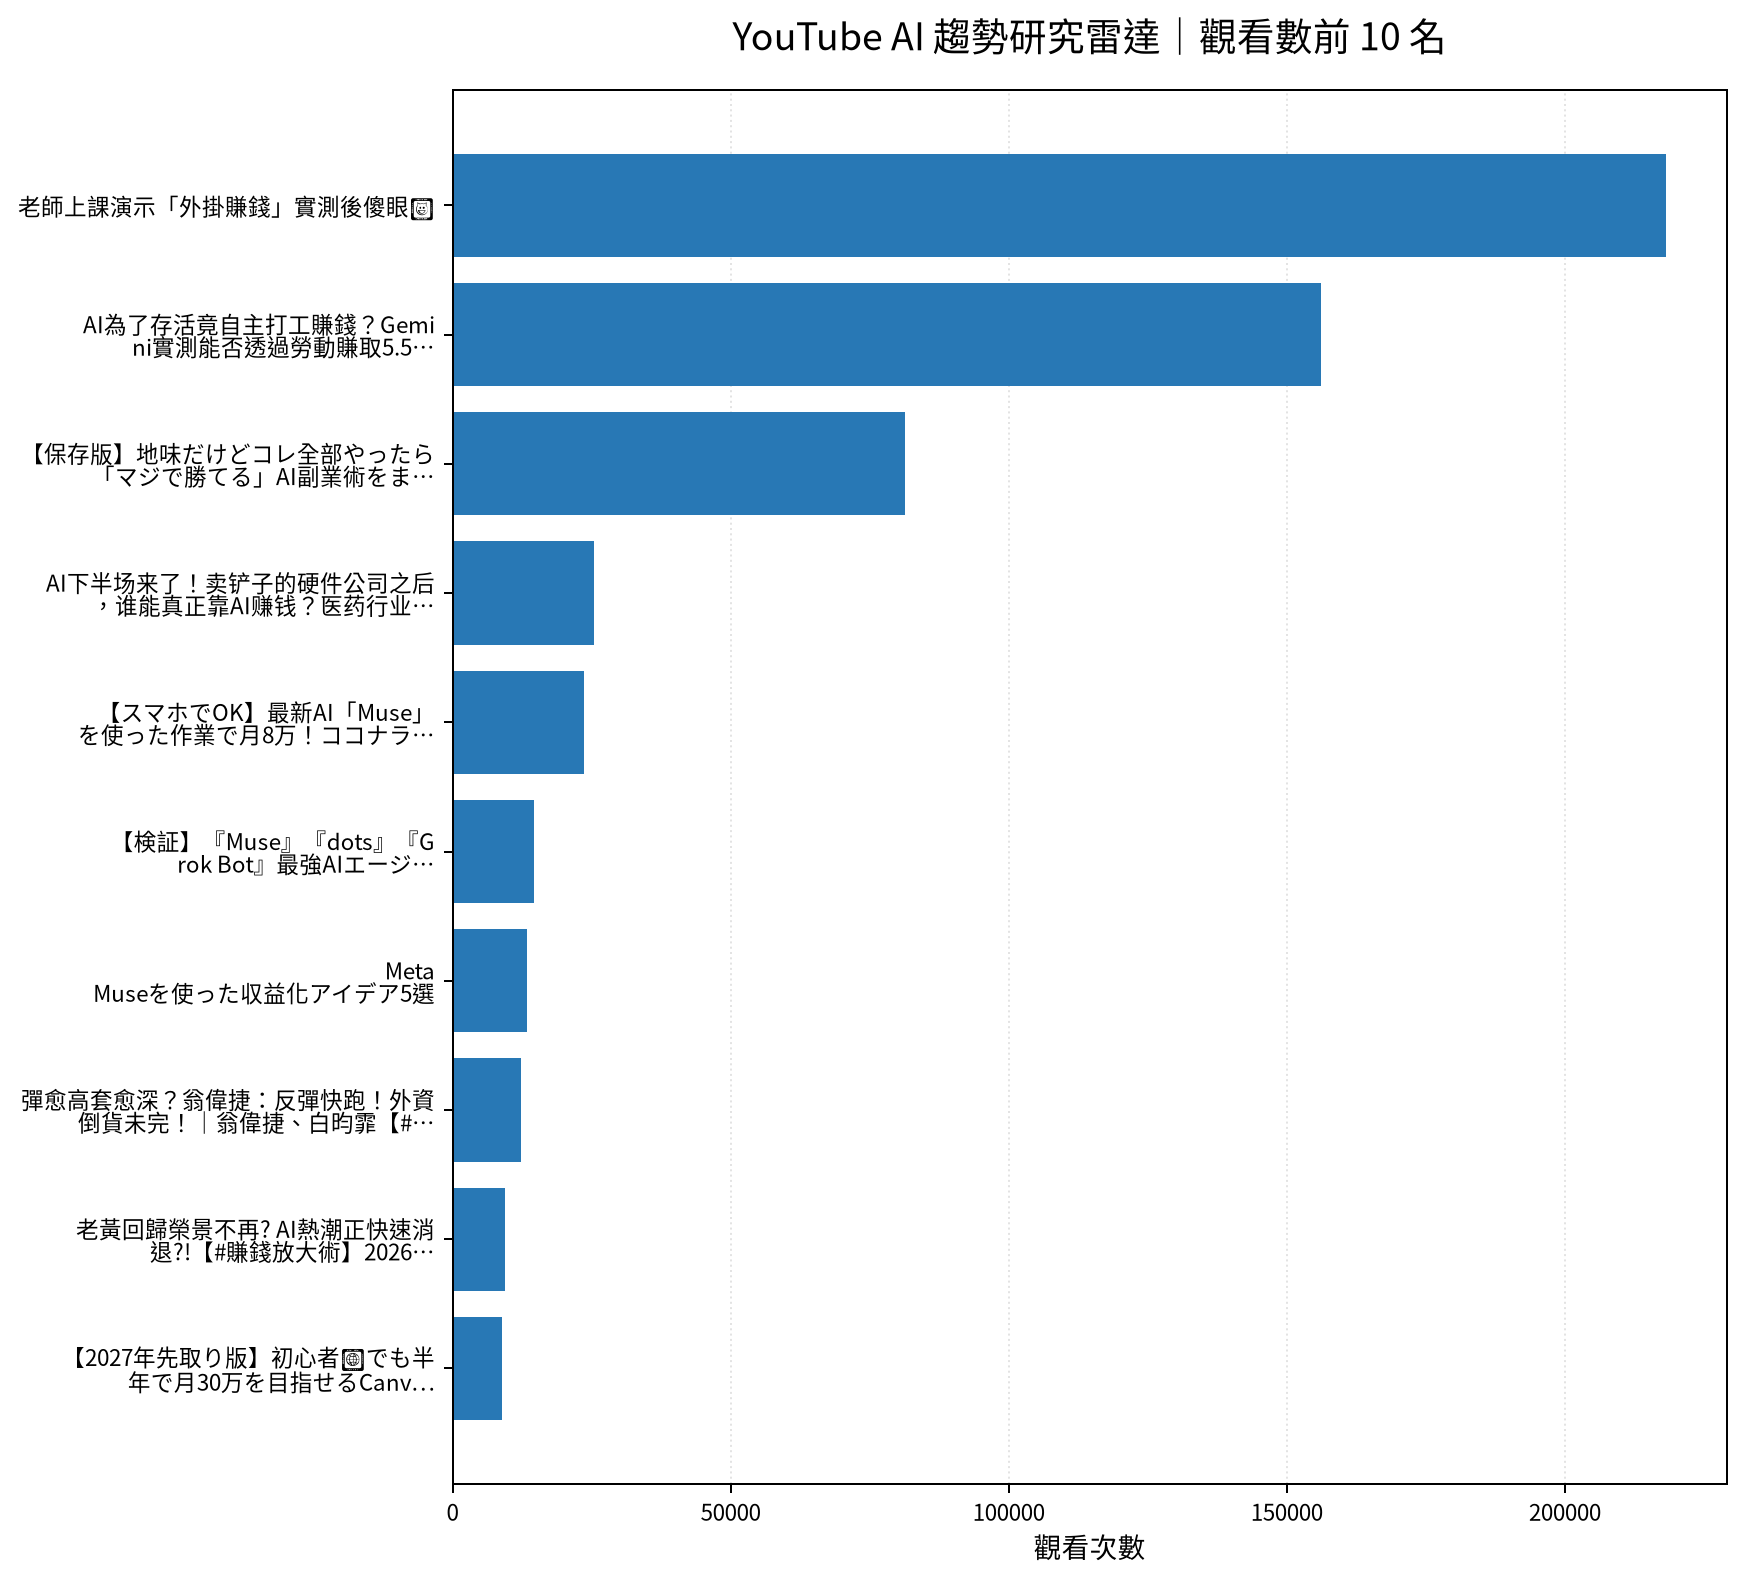 YouTube AI 趨勢研究雷達｜觀看數前 10 名
老師上課演示「外掛賺錢」實測後傻眼
AI為了存活竟自主打工賺錢？Gemi
ni實測能否透過勞動賺取5.5…
【保存版】地味だけどコレ全部やったら
「マジで勝てる」AI副業術をま…
AI下半场来了！卖铲子的硬件公司之后
，谁能真正靠AI赚钱？医药行业…
【スマホでOK】最新AI「Muse」
を使った作業で月8万！ココナラ…
【検証】『Muse』『dots』『G
rok Bot』最強AIエージ…
Meta
Museを使った収益化アイデア5選
彈愈高套愈深？翁偉捷：反彈快跑！外資
倒貨未完！｜翁偉捷、白昀霏【#…
老黃回歸榮景不再? AI熱潮正快速消
退?!【#賺錢放大術】2026…
【2027年先取り版】初心者でも半
年で月30万を目指せるCanv…
0 50000 100000 150000 200000
觀看次數